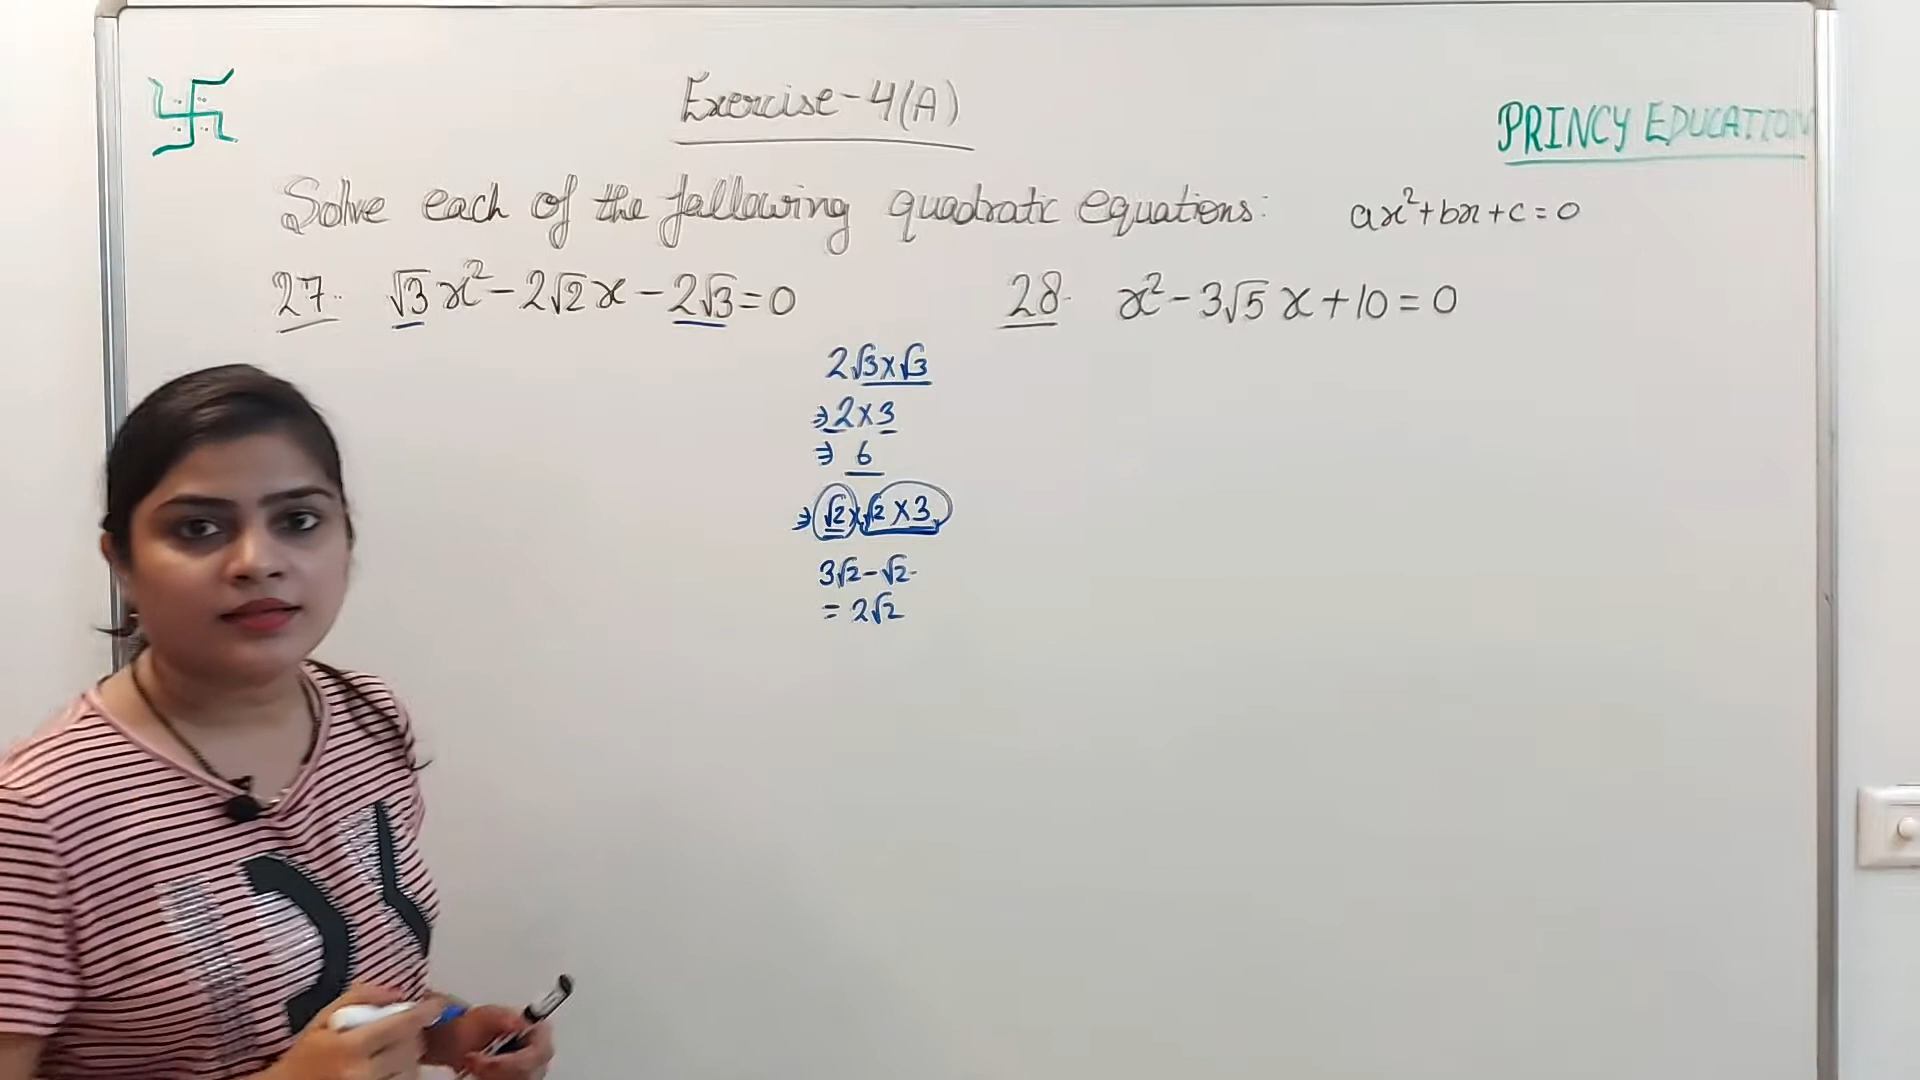 Exercise-4(A)
PRINCY EDUCATION
Solve each of the following quadratic equations: ax²+bx+c=0
27. √3x²-2√2x-2√3=0
28. x²-3√5x+10=0
2√3×√3
⇒2×3
⇒ 6
⇒ √2×√2×3
3√2-√2
= 2√2